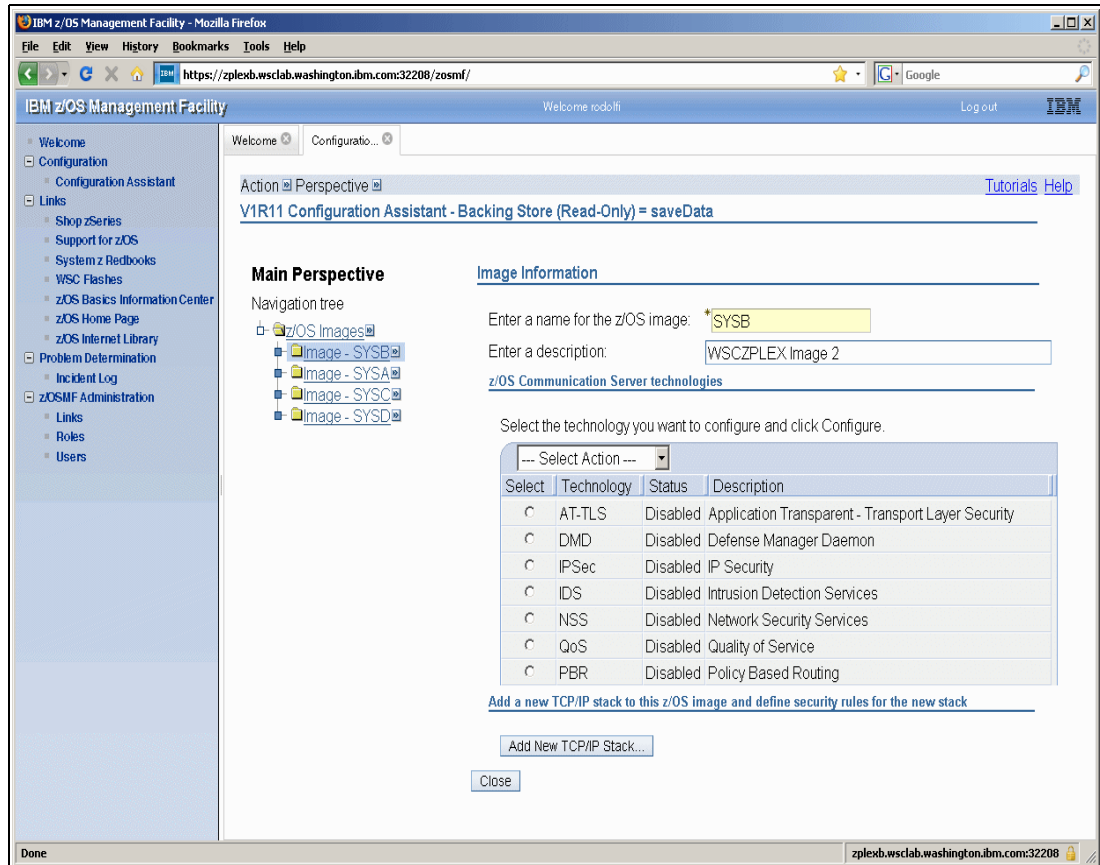 IBM z/OS Management Facility - Mozilla Firefox
File Edit View History Bookmarks Tools Help
IBM https://zplexb.wsclab.washington.ibm.com:32208/zosmf/ G Google
IBM z/OS Management Facility Welcome rodolfi Log out IBM
Welcome
Configuration
Configuration Assistant
Links
Shop zSeries
Support for z/OS
System z Redbooks
WSC Flashes
z/OS Basics Information Center
z/OS Home Page
z/OS Internet Library
Problem Determination
Incident Log
z/OSMF Administration
Links
Roles
Users
Welcome Configuratio...
Action Perspective Tutorials Help
V1R11 Configuration Assistant - Backing Store (Read-Only) = saveData
Main Perspective
Navigation tree
z/OS Images
Image - SYSB
Image - SYSA
Image - SYSC
Image - SYSD
Image Information
Enter a name for the z/OS image: *SYSB
Enter a description: WSCZPLEX Image 2
z/OS Communication Server technologies
Select the technology you want to configure and click Configure.
--- Select Action ---
Select Technology Status Description
AT-TLS Disabled Application Transparent - Transport Layer Security
DMD Disabled Defense Manager Daemon
IPSec Disabled IP Security
IDS Disabled Intrusion Detection Services
NSS Disabled Network Security Services
QoS Disabled Quality of Service
PBR Disabled Policy Based Routing
Add a new TCP/IP stack to this z/OS image and define security rules for the new stack
Add New TCP/IP Stack...
Close
Done zplexb.wsclab.washington.ibm.com:32208